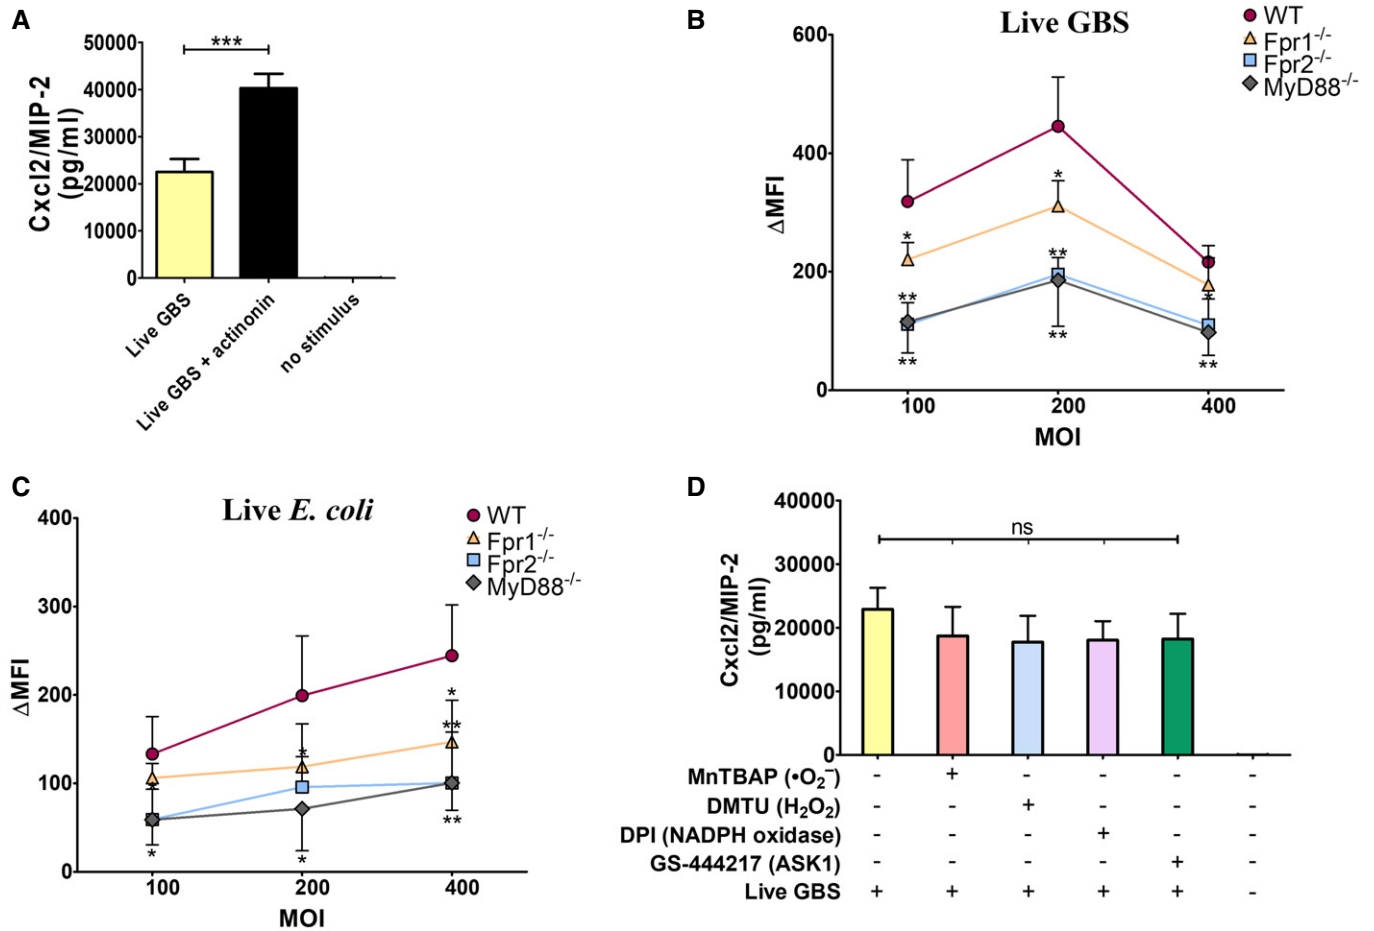 A
Cxcl2/MIP-2
(pg/ml)
50000
40000
30000
20000
10000
0
***
Live GBS
Live GBS + actinonin
no stimulus
B
Live GBS
WT
Fpr1-/-
Fpr2-/-
MyD88-/-
ΔMFI
600
400
200
0
*
*
**
**
**
**
*
**
100 200 400
MOI
C
Live E. coli
WT
Fpr1-/-
Fpr2-/-
MyD88-/-
ΔMFI
400
300
200
100
0
*
*
*
*
*
**
**
100 200 400
MOI
D
Cxcl2/MIP-2
(pg/ml)
40000
30000
20000
10000
0
ns
MnTBAP (•O₂⁻) - + - - - -
DMTU (H₂O₂) - - + - - -
DPI (NADPH oxidase) - - - + - -
GS-444217 (ASK1) - - - - + -
Live GBS + + + + + -